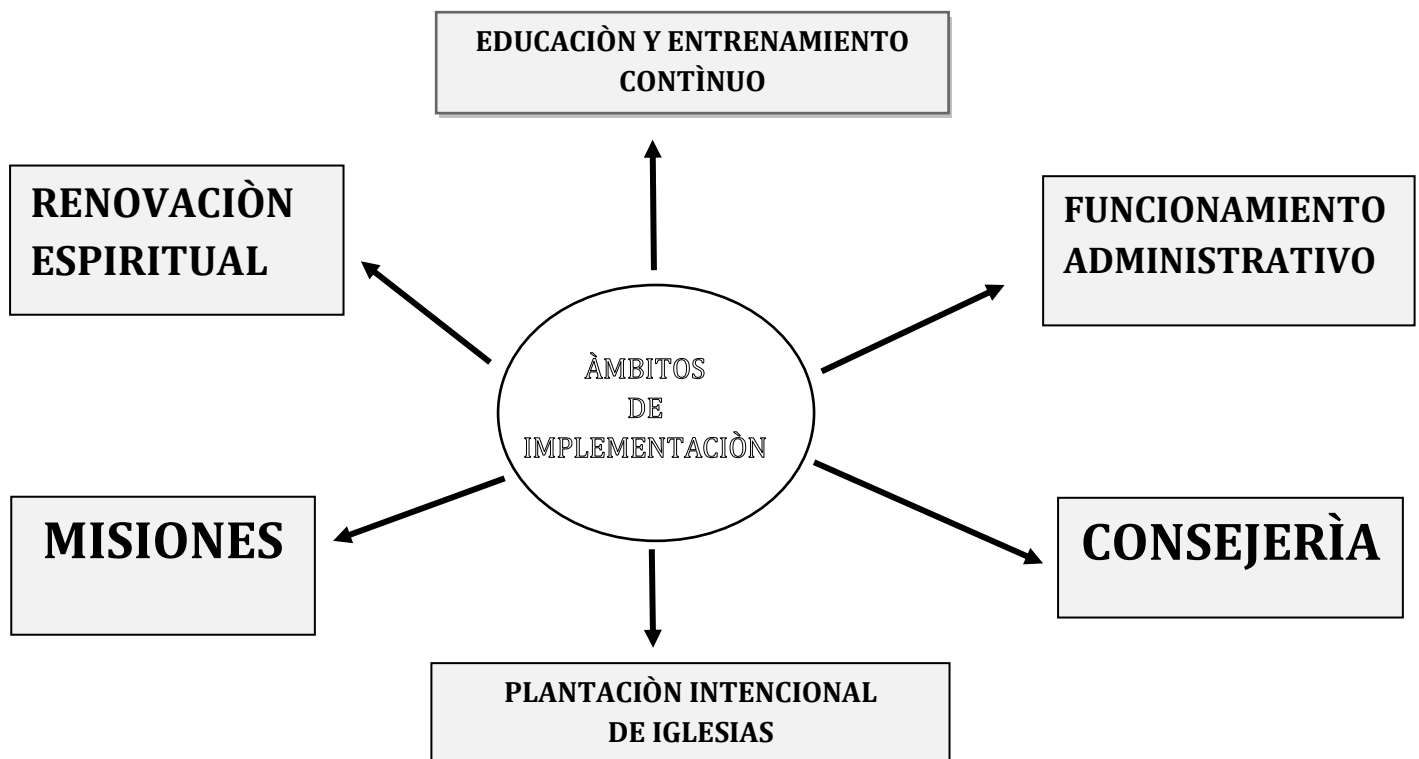 EDUCACIÒN Y ENTRENAMIENTO
CONTÌNUO
RENOVACIÒN
ESPIRITUAL
FUNCIONAMIENTO
ADMINISTRATIVO
ÀMBITOS
DE
IMPLEMENTACIÒN
MISIONES
CONSEJERÌA
PLANTACIÒN INTENCIONAL
DE IGLESIAS